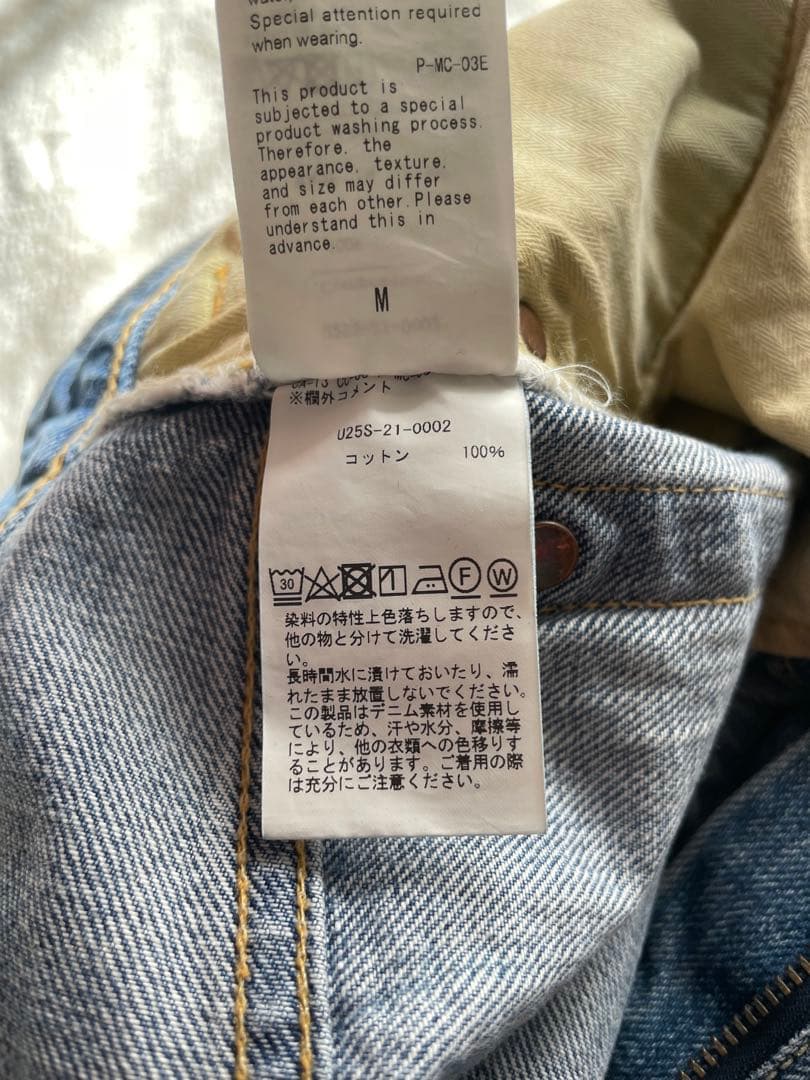 Special attention required
when wearing.
P-MC-03E
This product is
subjected to a special
product washing process.
Therefore, the
appearance, texture,
and size may differ
from each other.Please
understand this in
advance.
M
※欄外コメント
U25S-21-0002
コットン 100%
30
F W
染料の特性上色落ちしますので、
他の物と分けて洗濯してくださ
い。
長時間水に漬けておいたり、濡
れたまま放置しないでください。
この製品はデニム素材を使用し
ているため、汗や水分、摩擦等
により、他の衣類への色移りす
ることがあります。ご着用の際
は充分にご注意ください。